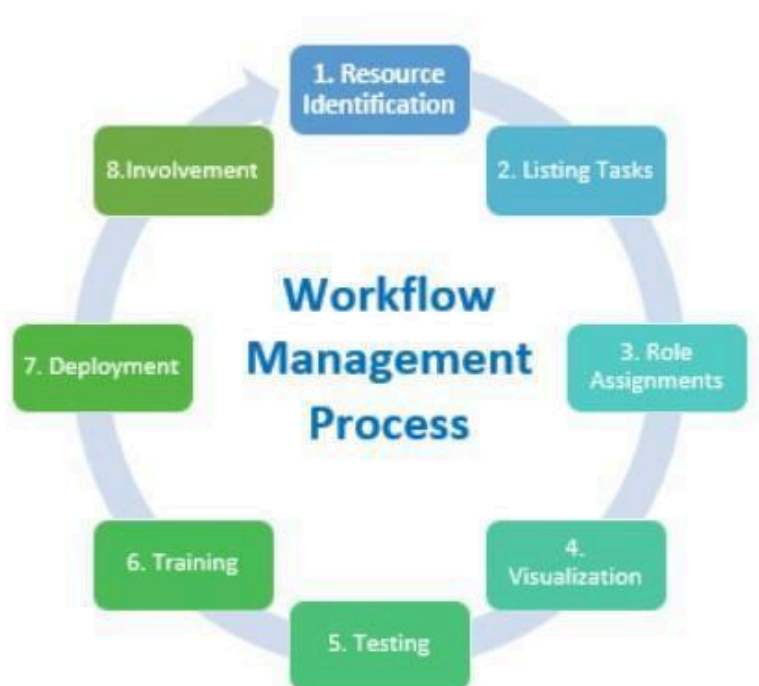 1. Resource
Identification
2. Listing Tasks
3. Role
Assignments
4.
Visualization
5. Testing
6. Training
7. Deployment
8.Involvement
Workflow
Management
Process